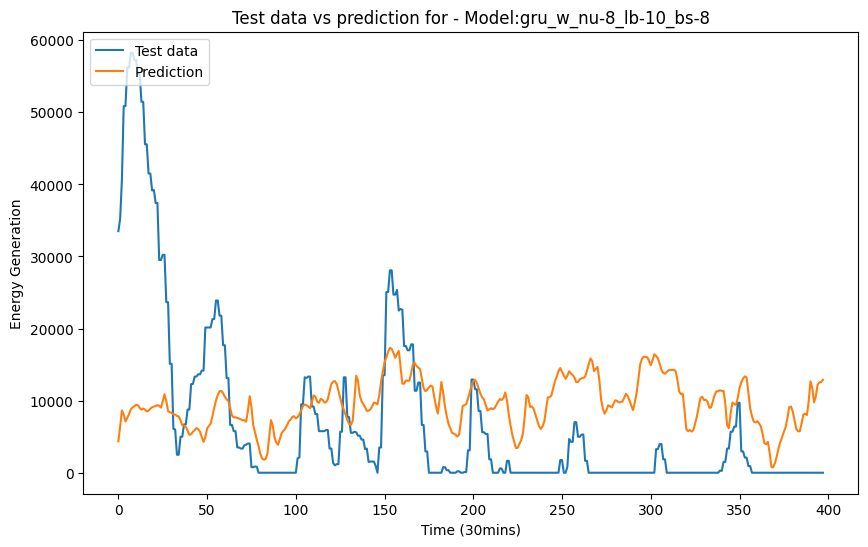 Test data vs prediction for - Model:gru_w_nu-8_lb-10_bs-8
Test data
Prediction
Energy Generation
60000
50000
40000
30000
20000
10000
0
0 50 100 150 200 250 300 350 400
Time (30mins)